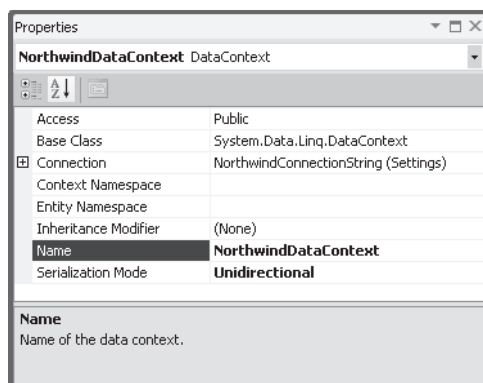 Properties
NorthwindDataContext DataContext
A
Z
Access Public
Base Class System.Data.Linq.DataContext
Connection NorthwindConnectionString (Settings)
Context Namespace
Entity Namespace
Inheritance Modifier (None)
Name NorthwindDataContext
Serialization Mode Unidirectional
Name
Name of the data context.